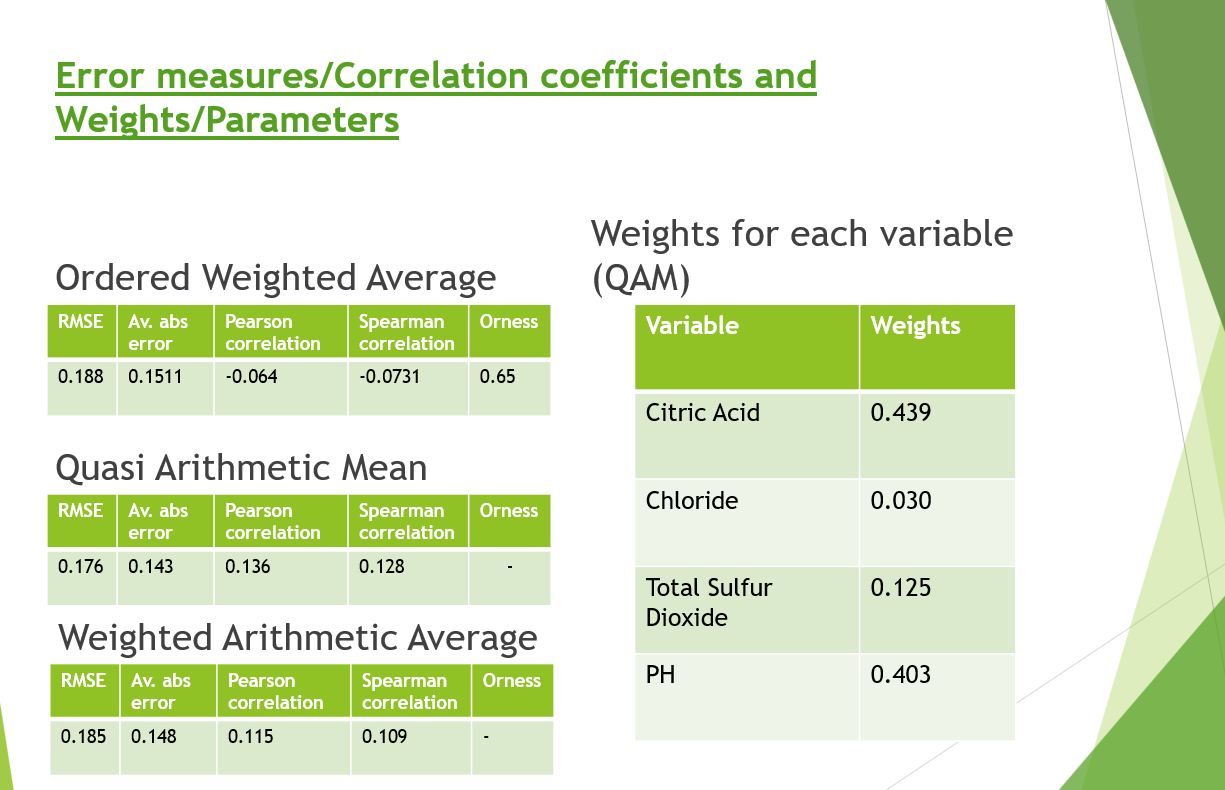 Error measures/Correlation coefficients and
Weights/Parameters
Ordered Weighted Average
RMSE Av. abs error Pearson correlation Spearman correlation Orness
0.188 0.1511 -0.064 -0.0731 0.65
Quasi Arithmetic Mean
RMSE Av. abs error Pearson correlation Spearman correlation Orness
0.176 0.143 0.136 0.128 -
Weighted Arithmetic Average
RMSE Av. abs error Pearson correlation Spearman correlation Orness
0.185 0.148 0.115 0.109 -
Weights for each variable
(QAM)
Variable Weights
Citric Acid 0.439
Chloride 0.030
Total Sulfur Dioxide 0.125
PH 0.403